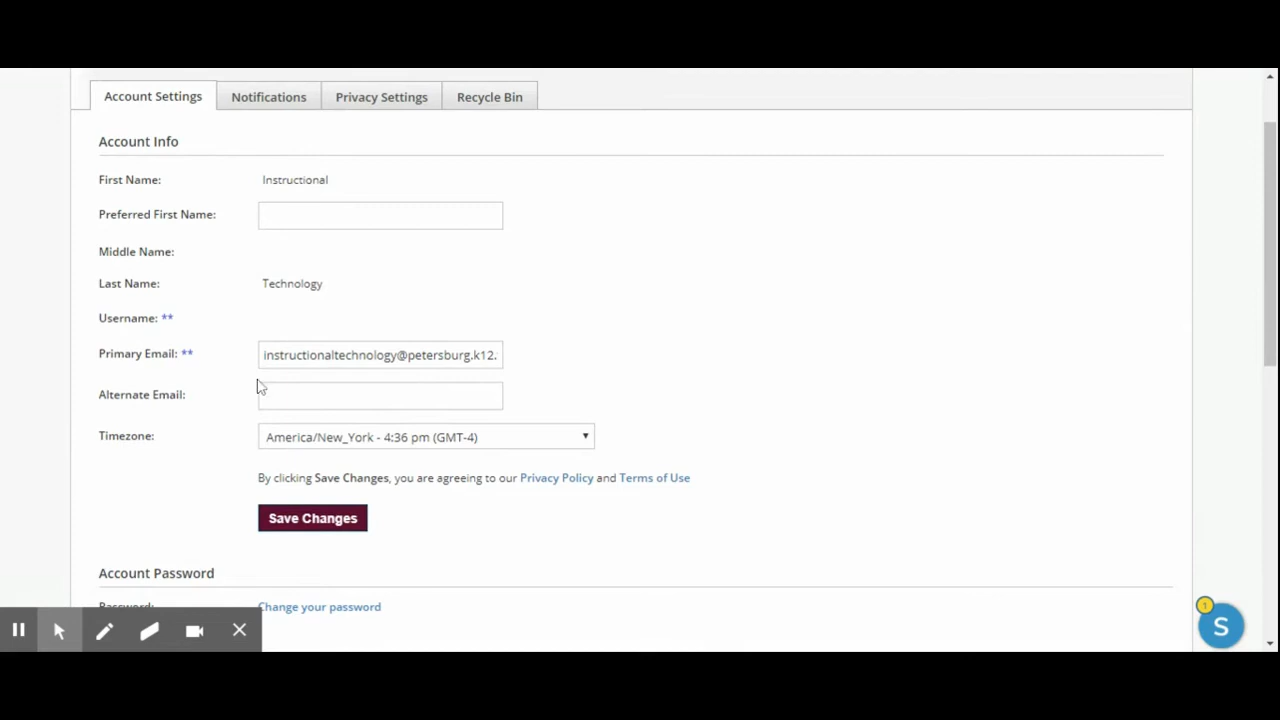 Account Settings Notifications Privacy Settings Recycle Bin
Account Info
First Name: Instructional
Preferred First Name:
Middle Name:
Last Name: Technology
Username: **
Primary Email: ** instructionaltechnology@petersburg.k12.
Alternate Email:
Timezone: America/New_York - 4:36 pm (GMT-4)
By clicking Save Changes, you are agreeing to our Privacy Policy and Terms of Use
Save Changes
Account Password
Password: Change your password
1
S